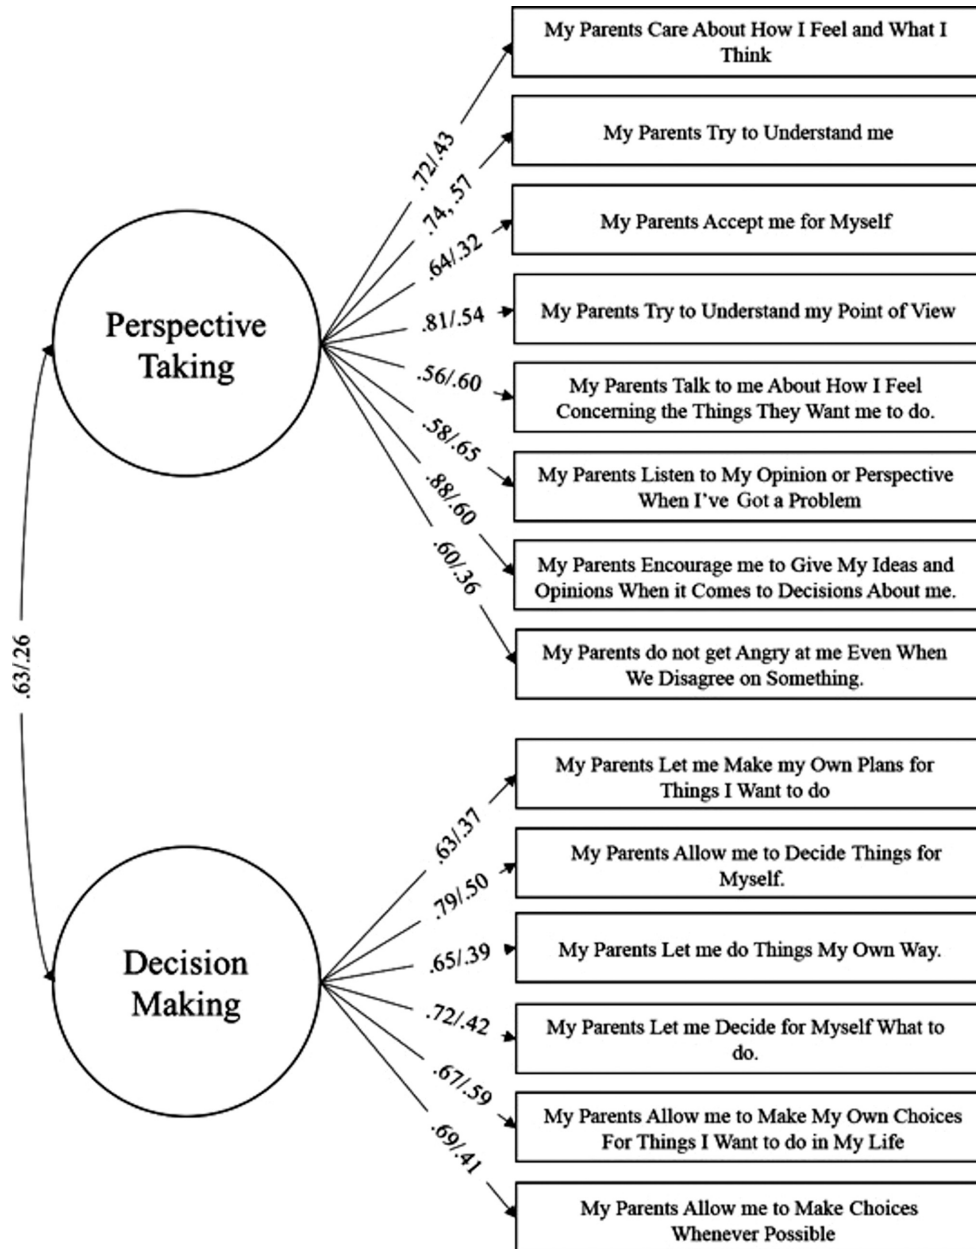 My Parents Care About How I Feel and What I
Think
My Parents Try to Understand me
My Parents Accept me for Myself
My Parents Try to Understand my Point of View
My Parents Talk to me About How I Feel
Concerning the Things They Want me to do.
My Parents Listen to My Opinion or Perspective
When I've Got a Problem
My Parents Encourage me to Give My Ideas and
Opinions When it Comes to Decisions About me.
My Parents do not get Angry at me Even When
We Disagree on Something.
.72/.43
.74, .57
.64/.32
.81/.54
.56/.60
.58/.65
.88/.60
.60/.36
Perspective
Taking
.63/.26
My Parents Let me Make my Own Plans for
Things I Want to do
My Parents Allow me to Decide Things for
Myself.
My Parents Let me do Things My Own Way.
My Parents Let me Decide for Myself What to
do.
My Parents Allow me to Make My Own Choices
For Things I Want to do in My Life
My Parents Allow me to Make Choices
Whenever Possible
.63/.37
.79/.50
.65/.39
.72/.42
.67/.59
.69/.41
Decision
Making